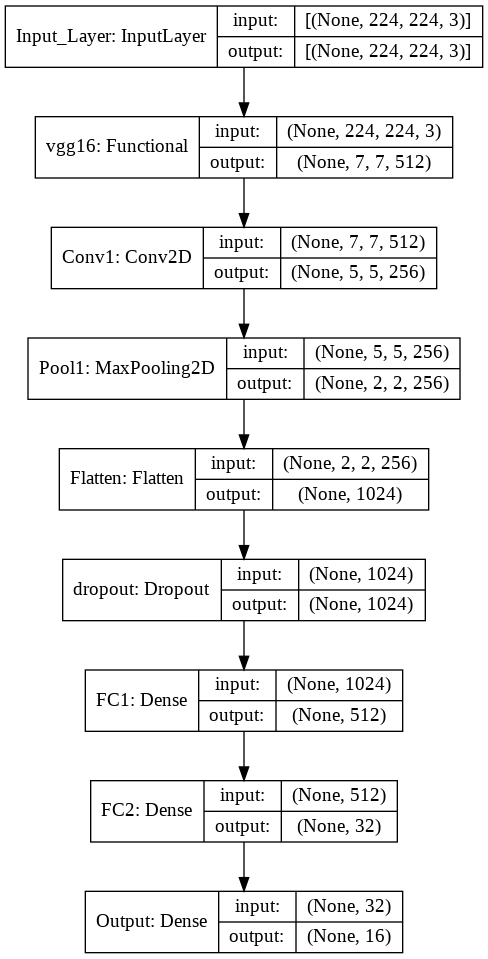 Input_Layer: InputLayer
input: [(None, 224, 224, 3)]
output: [(None, 224, 224, 3)]
vgg16: Functional
input: (None, 224, 224, 3)
output: (None, 7, 7, 512)
Conv1: Conv2D
input: (None, 7, 7, 512)
output: (None, 5, 5, 256)
Pool1: MaxPooling2D
input: (None, 5, 5, 256)
output: (None, 2, 2, 256)
Flatten: Flatten
input: (None, 2, 2, 256)
output: (None, 1024)
dropout: Dropout
input: (None, 1024)
output: (None, 1024)
FC1: Dense
input: (None, 1024)
output: (None, 512)
FC2: Dense
input: (None, 512)
output: (None, 32)
Output: Dense
input: (None, 32)
output: (None, 16)